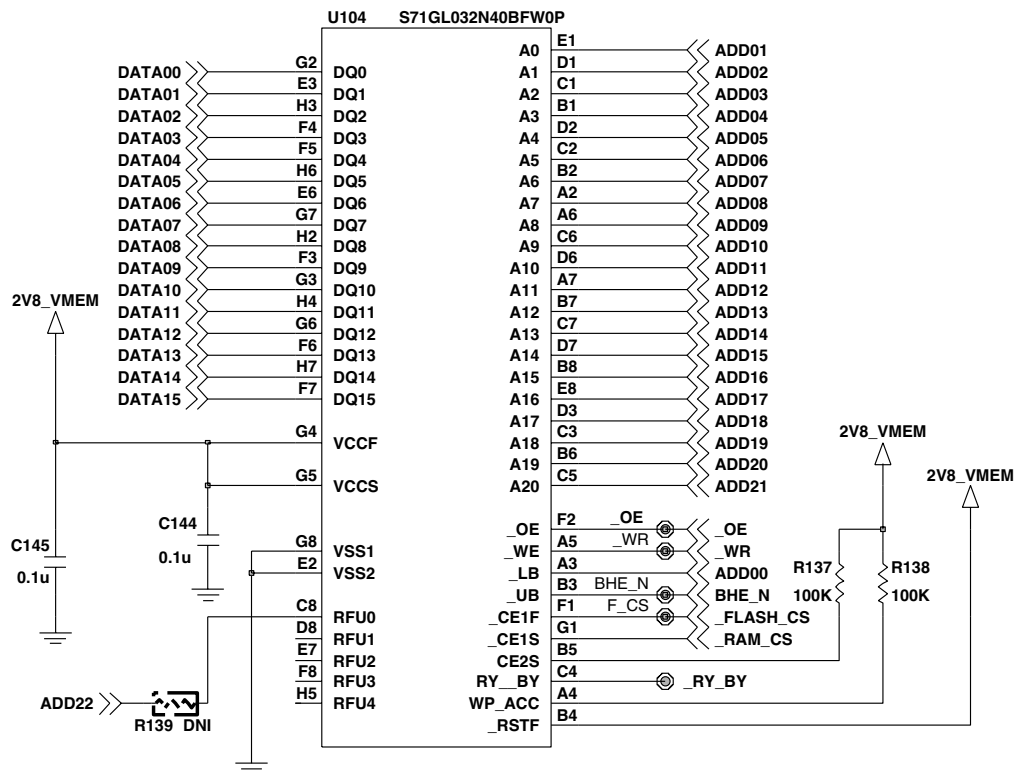 U104 S71GL032N40BFW0P
DATA00 G2 DQ0
DATA01 E3 DQ1
DATA02 H3 DQ2
DATA03 F4 DQ3
DATA04 F5 DQ4
DATA05 H6 DQ5
DATA06 E6 DQ6
DATA07 G7 DQ7
DATA08 H2 DQ8
DATA09 F3 DQ9
DATA10 G3 DQ10
DATA11 H4 DQ11
DATA12 G6 DQ12
DATA13 F6 DQ13
DATA14 H7 DQ14
DATA15 F7 DQ15
2V8_VMEM
G4 VCCF
G5 VCCS
C144
0.1u
C145
0.1u
G8 VSS1
E2 VSS2
C8 RFU0
D8 RFU1
E7 RFU2
F8 RFU3
H5 RFU4
ADD22
R139 DNI
A0 E1 ADD01
A1 D1 ADD02
A2 C1 ADD03
A3 B1 ADD04
A4 D2 ADD05
A5 C2 ADD06
A6 B2 ADD07
A7 A2 ADD08
A8 A6 ADD09
A9 C6 ADD10
A10 D6 ADD11
A11 A7 ADD12
A12 B7 ADD13
A13 C7 ADD14
A14 D7 ADD15
A15 B8 ADD16
A16 E8 ADD17
A17 D3 ADD18
A18 C3 ADD19
A19 B6 ADD20
A20 C5 ADD21
_OE F2 _OE _OE
_WE A5 _WR _WR
_LB A3 ADD00
_UB B3 BHE_N BHE_N
_CE1F F1 F_CS _FLASH_CS
_CE1S G1 _RAM_CS
CE2S B5
RY__BY C4 _RY_BY
WP_ACC A4
_RSTF B4
2V8_VMEM
2V8_VMEM
R137
100K
R138
100K